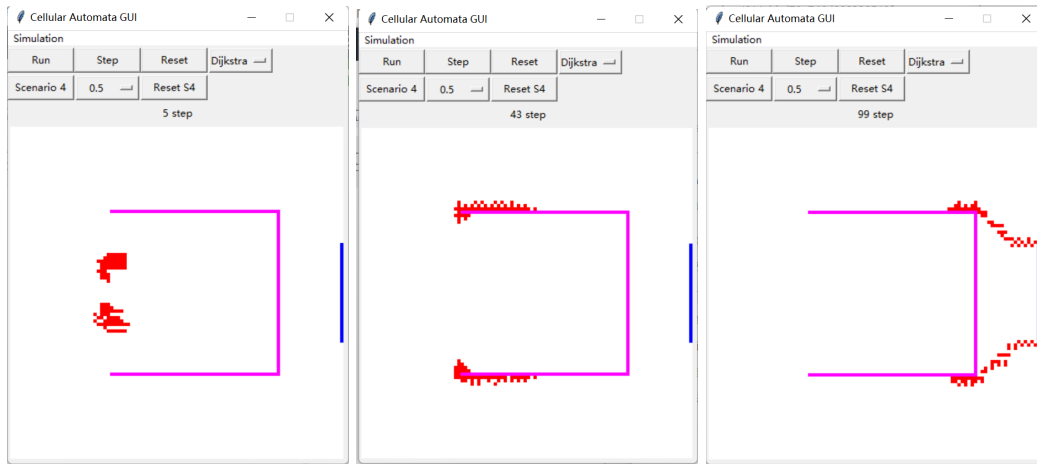 Cellular Automata GUI
Simulation
Run Step Reset Dijkstra
Scenario 4 0.5 Reset S4
5 step
Cellular Automata GUI
Simulation
Run Step Reset Dijkstra
Scenario 4 0.5 Reset S4
43 step
Cellular Automata GUI
Simulation
Run Step Reset Dijkstra
Scenario 4 0.5 Reset S4
99 step